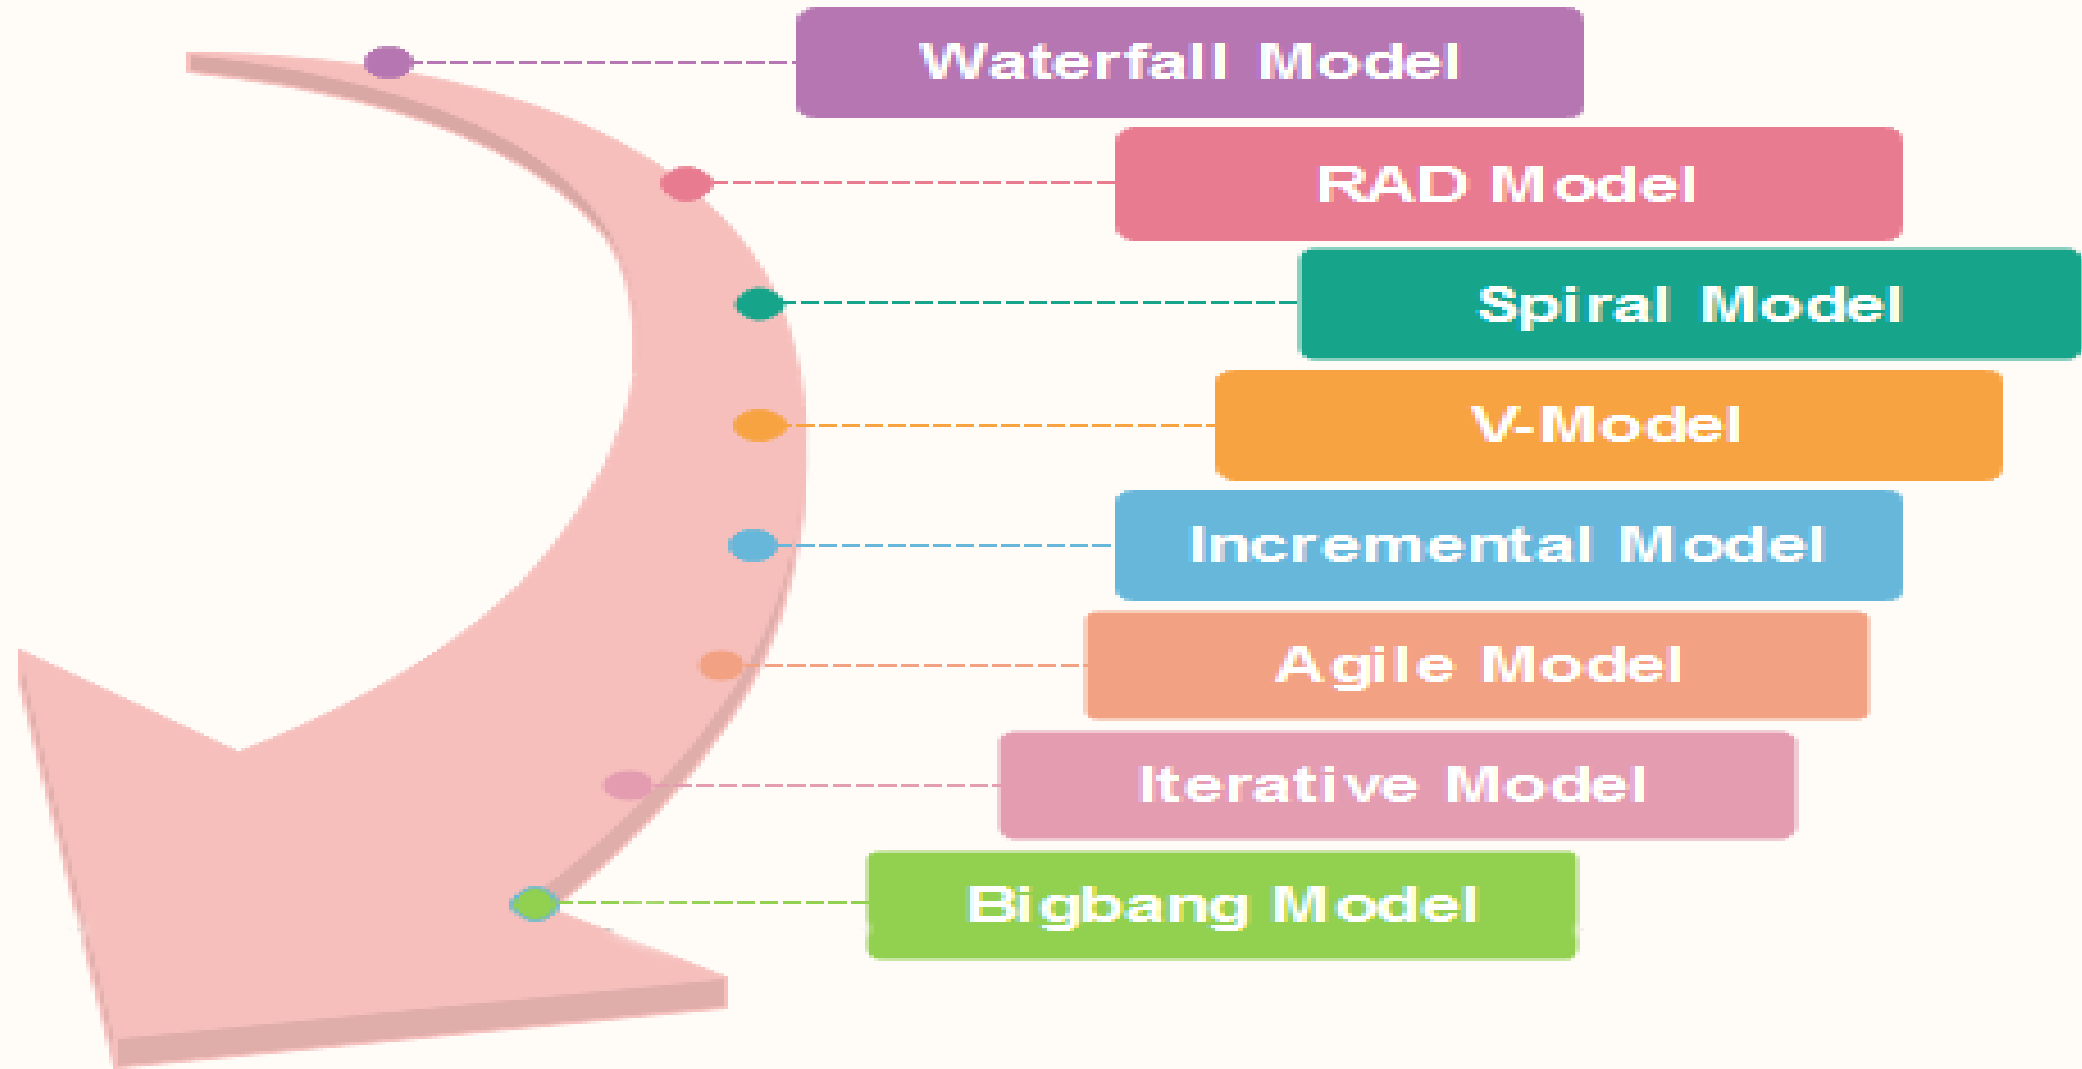 Waterfall Model
RAD Model
Spiral Model
V-Model
Incremental Model
Agile Model
Iterative Model
Bigbang Model